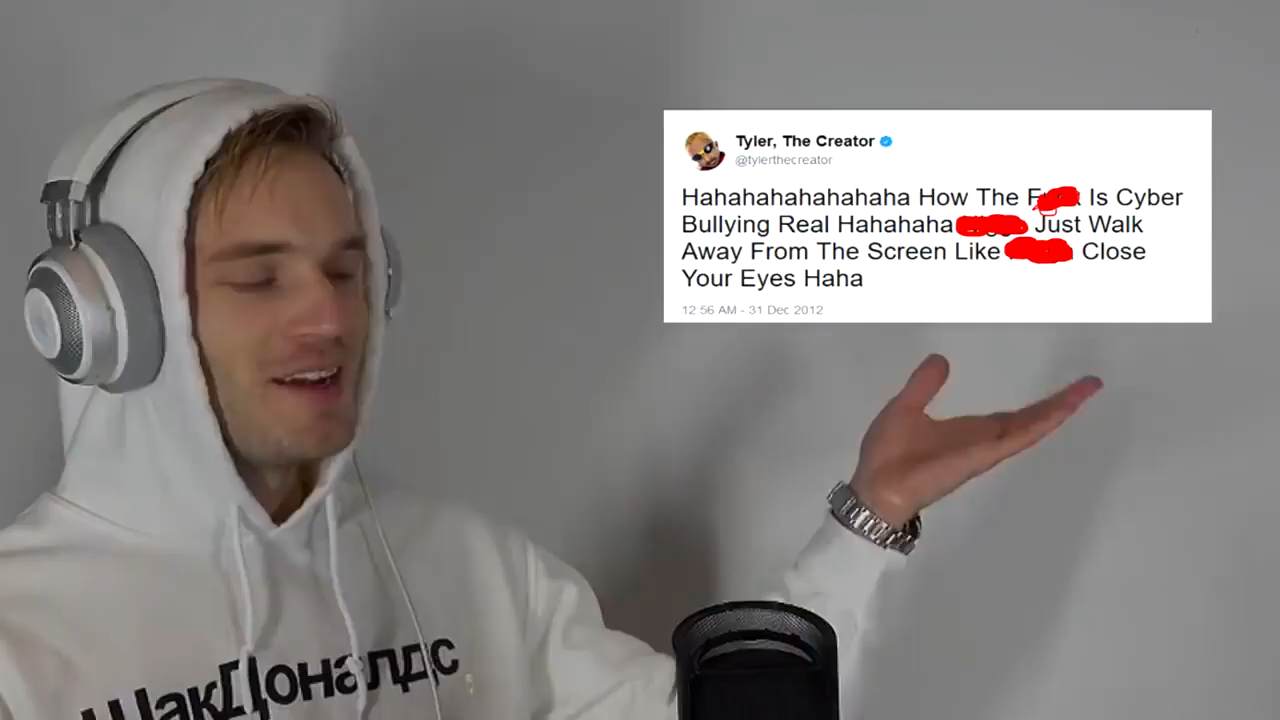 Tyler, The Creator
@tylerthecreator
Hahahahahahahaha How The Is Cyber
Bullying Real Hahahaha Just Walk
Away From The Screen Like Close
Your Eyes Haha
12:56 AM - 31 Dec 2012
МакДоналдс